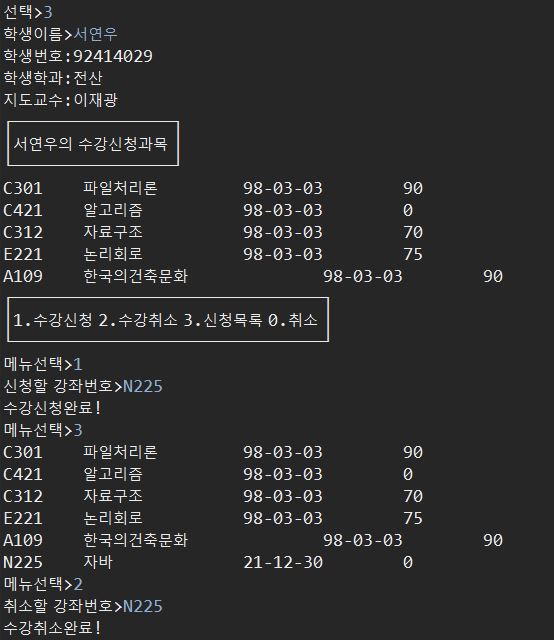 선택>3
학생이름>서연우
학생번호:92414029
학생학과:전산
지도교수:이재광
서연우의 수강신청과목
C301 파일처리론 98-03-03 90
C421 알고리즘 98-03-03 0
C312 자료구조 98-03-03 70
E221 논리회로 98-03-03 75
A109 한국의건축문화 98-03-03 90
1.수강신청 2.수강취소 3.신청목록 0.취소
메뉴선택>1
신청할 강좌번호>N225
수강신청완료!
메뉴선택>3
C301 파일처리론 98-03-03 90
C421 알고리즘 98-03-03 0
C312 자료구조 98-03-03 70
E221 논리회로 98-03-03 75
A109 한국의건축문화 98-03-03 90
N225 자바 21-12-30 0
메뉴선택>2
취소할 강좌번호>N225
수강취소완료!